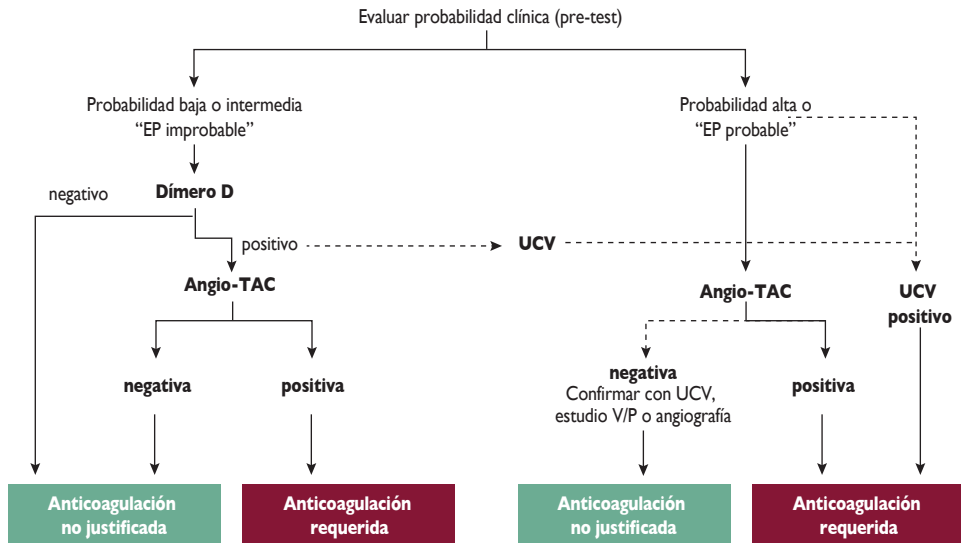 Evaluar probabilidad clínica (pre-test)
Probabilidad baja o intermedia
“EP improbable”
Probabilidad alta o
“EP probable”
negativo
Dímero D
positivo
UCV
Angio-TAC
Angio-TAC
UCV
positivo
negativa
positiva
negativa
Confirmar con UCV,
estudio V/P o angiografía
positiva
Anticoagulación
no justificada
Anticoagulación
requerida
Anticoagulación
no justificada
Anticoagulación
requerida